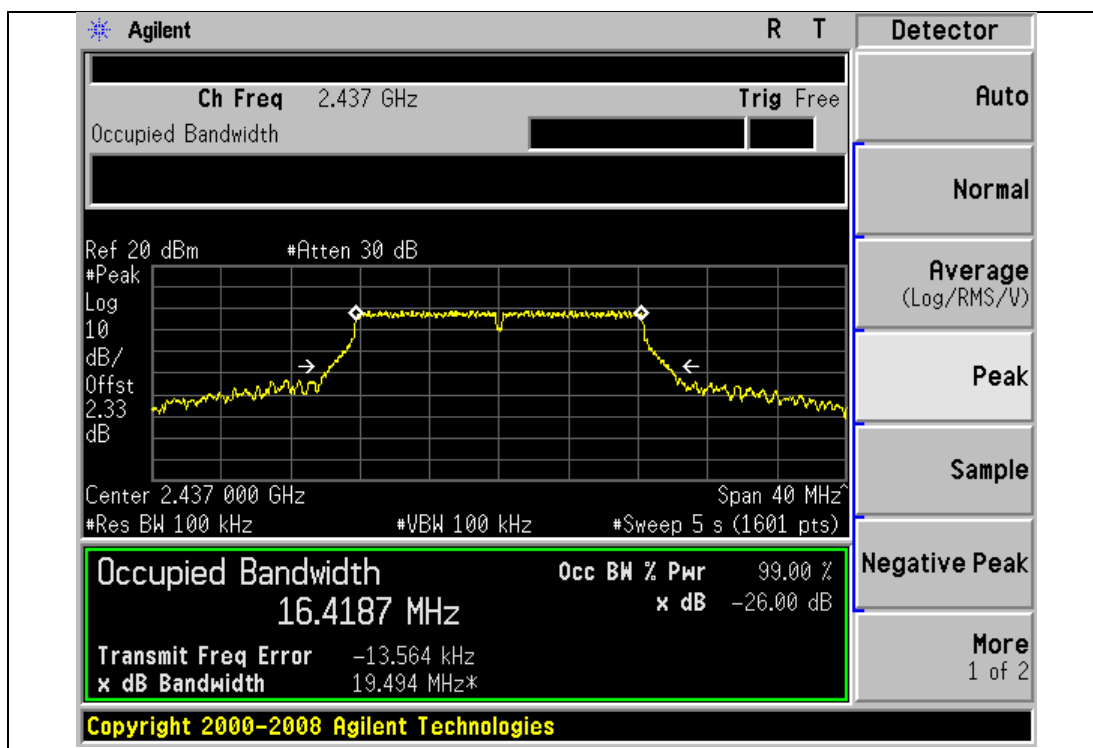 Agilent R T Detector
Ch Freq 2.437 GHz Trig Free
Occupied Bandwidth
Auto
Normal
Average
(Log/RMS/V)
Peak
Sample
Negative Peak
More
1 of 2
Ref 20 dBm #Atten 30 dB
#Peak
Log
10
dB/
Offst
2.33
dB
Center 2.437 000 GHz Span 40 MHz^
#Res BW 100 kHz #VBW 100 kHz #Sweep 5 s (1601 pts)
Occupied Bandwidth Occ BW % Pwr 99.00 %
16.4187 MHz x dB -26.00 dB
Transmit Freq Error -13.564 kHz
x dB Bandwidth 19.494 MHz*
Copyright 2000-2008 Agilent Technologies